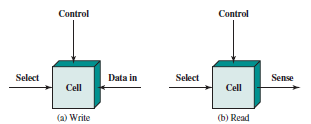 Control
Control
Select
Cell
Data in
Select
Cell
Sense
(a) Write
(b) Read